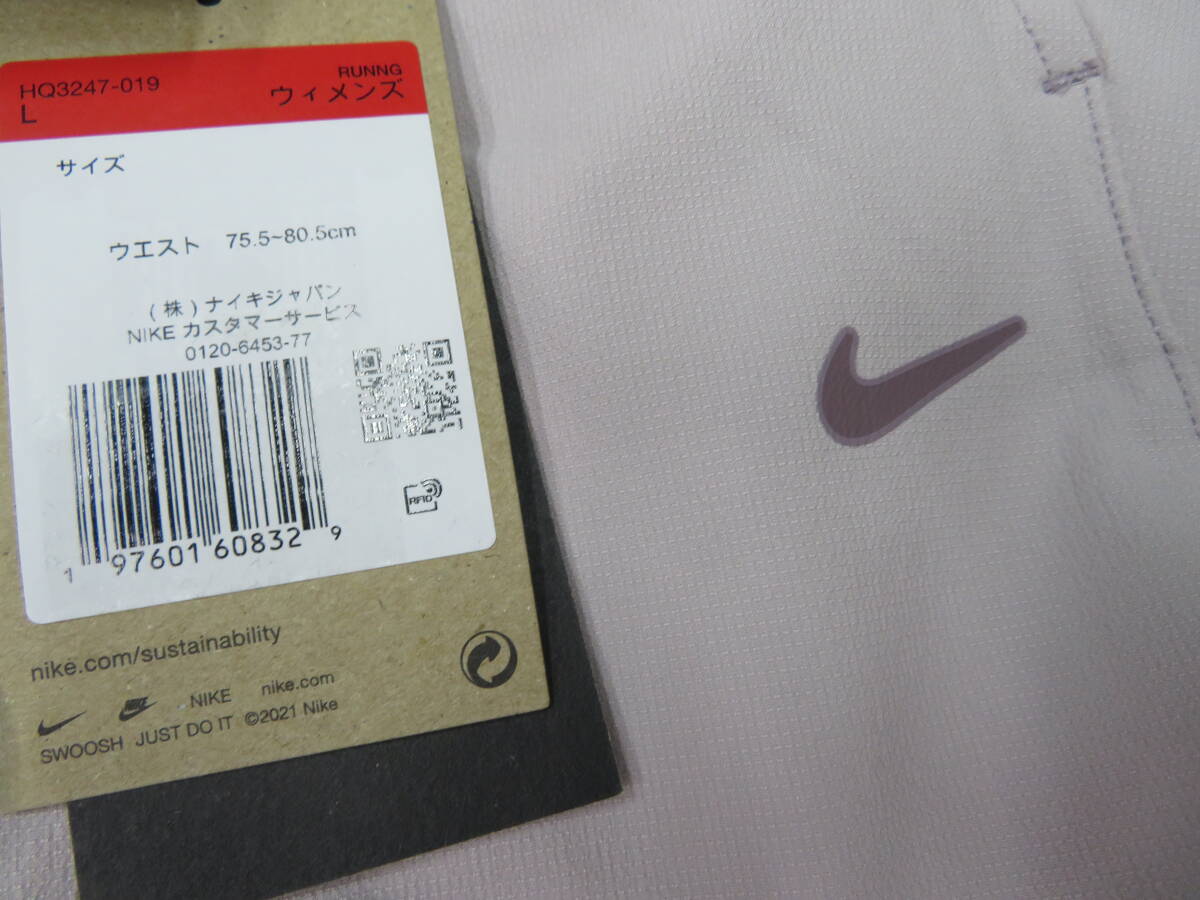 HQ3247-019
L
RUNNG
ウィメンズ
サイズ
ウエスト 75.5~80.5cm
(株)ナイキジャパン
NIKE カスタマーサービス
0120-6453-77
1 97601 60832 9
RFID
nike.com/sustainability
NIKE NIKE nike.com
SWOOSH JUST DO IT ©2021 Nike